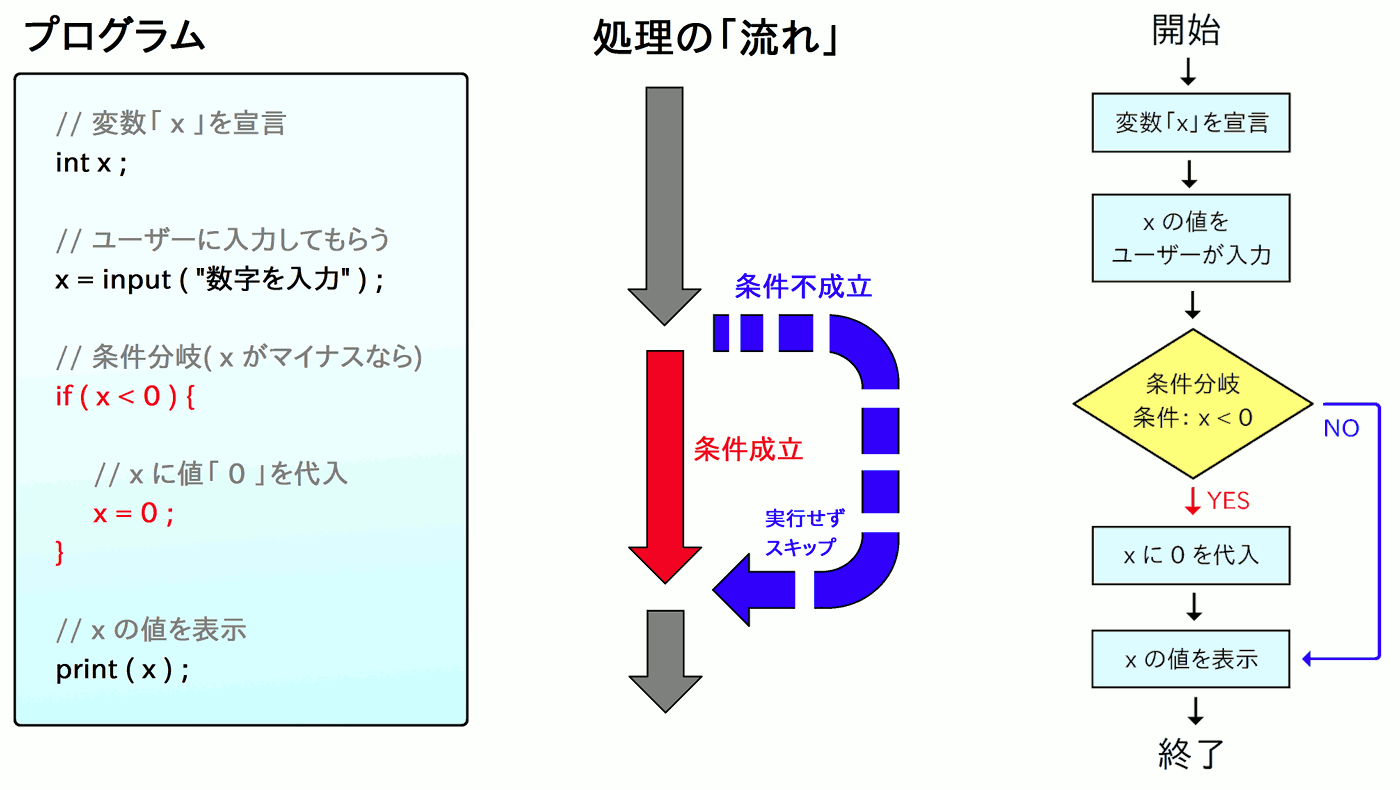 プログラム
// 変数「 x 」を宣言
int x ;
// ユーザーに入力してもらう
x = input ( "数字を入力" ) ;
// 条件分岐( x がマイナスなら)
if ( x < 0 ) {
// x に値「 0 」を代入
x = 0 ;
}
// x の値を表示
print ( x ) ;
処理の「流れ」
条件不成立
条件成立
実行せず
スキップ
開始
変数「x」を宣言
x の値を
ユーザーが入力
条件分岐
条件: x < 0
NO
YES
x に 0 を代入
x の値を表示
終了